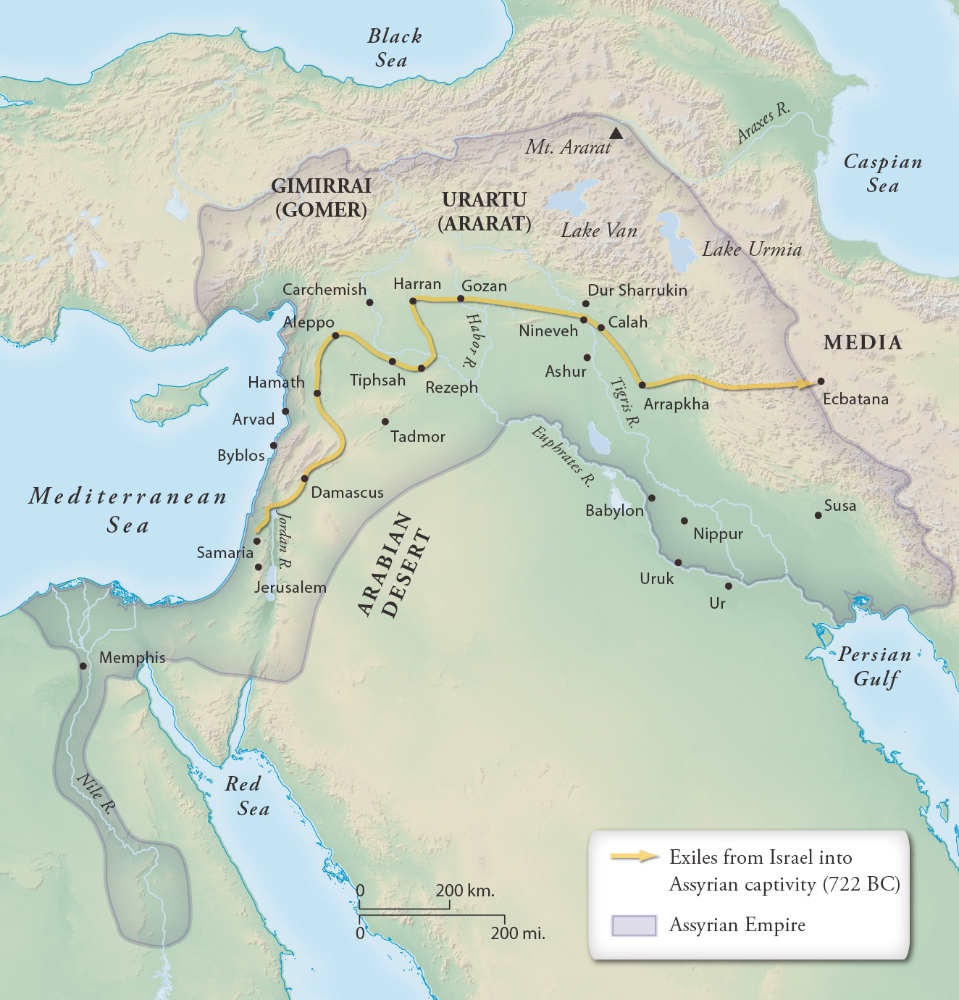 Black
Sea
Araxes R.
Mt. Ararat
Caspian
Sea
GIMIRRAI
(GOMER)
URARTU
(ARARAT)
Lake Van
Lake Urmia
Carchemish
Harran
Gozan
Dur Sharrukin
Aleppo
Nineveh
Calah
Habor R.
MEDIA
Hamath
Tiphsah
Rezeph
Ashur
Tigris R.
Arrapkha
Ecbatana
Arvad
Tadmor
Byblos
Euphrates R.
Mediterranean
Sea
Damascus
Babylon
Susa
Nippur
Samaria
Jordan R.
ARABIAN
DESERT
Jerusalem
Uruk
Ur
Memphis
Persian
Gulf
Nile R.
Red
Sea
0
200 km.
0
200 mi.
Exiles from Israel into
Assyrian captivity (722 BC)
Assyrian Empire